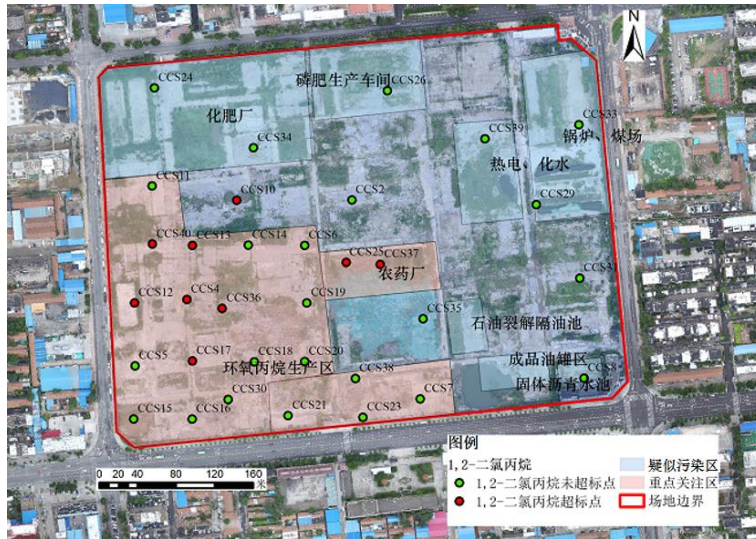 N
CCS24
磷肥生产车间
CCS26
化肥厂
CCS34
CCS33
CCS39
锅炉、煤场
热电、化水
CCS11
CCS10
CCS2
CCS29
CCS40
CCS13
CCS14
CCS6
CCS25
CCS37
农药厂
CCS12
CCS4
CCS36
CCS19
CCS35
石油裂解隔油池
CCS5
CCS17
CCS18
CCS20
环氧丙烷生产区
成品油罐区
CCS8
固体沥青水池
CCS38
CCS30
CCS7
CCS15
CCS16
CCS21
CCS23
图例
1,2-二氯丙烷
1,2-二氯丙烷未超标点
1,2-二氯丙烷超标点
疑似污染区
重点关注区
场地边界
0 20 40 80 120 160
米